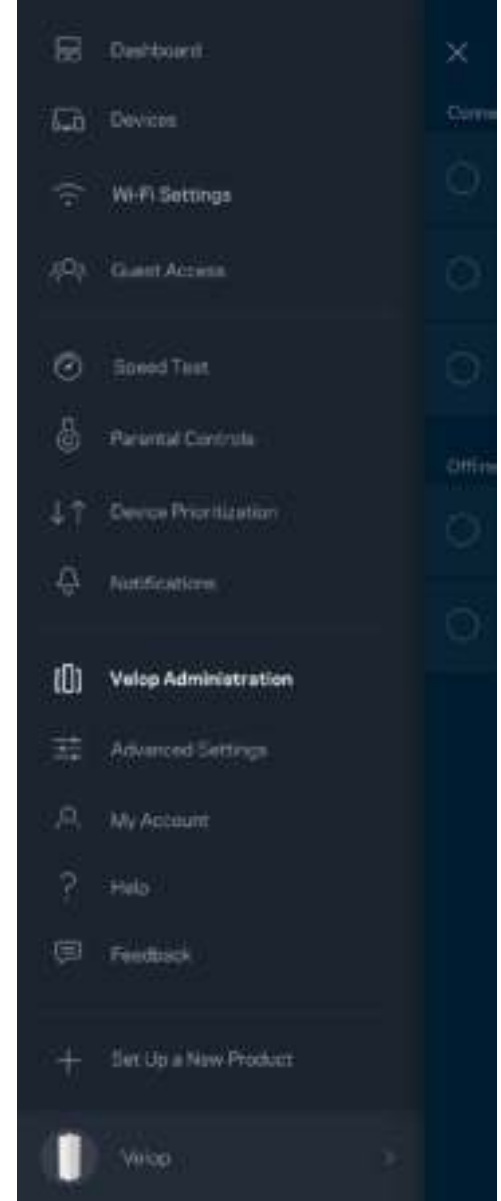 Dashboard
Devices
Wi-Fi Settings
Guest Access
Speed Test
Parental Controls
Device Prioritization
Notifications
Velop Administration
Advanced Settings
My Account
Help
Feedback
Set Up a New Product
Velop